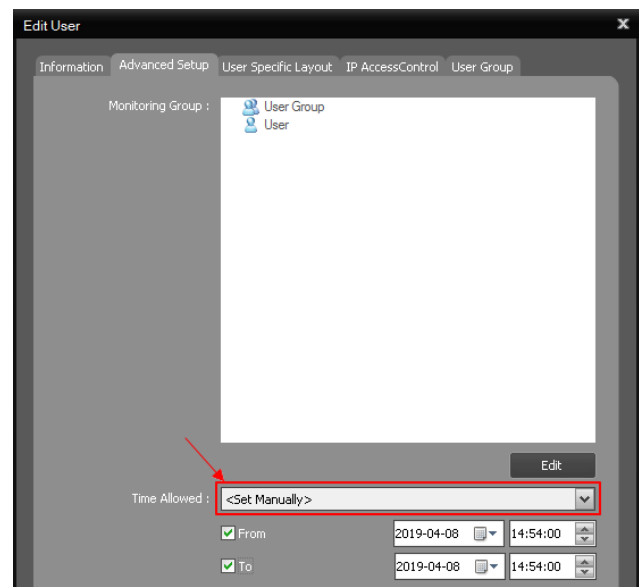 Edit User x
Information Advanced Setup User Specific Layout IP AccessControl User Group
Monitoring Group :
User Group
User
Edit
Time Allowed : <Set Manually>
From 2019-04-08 14:54:00
To 2019-04-08 14:54:00